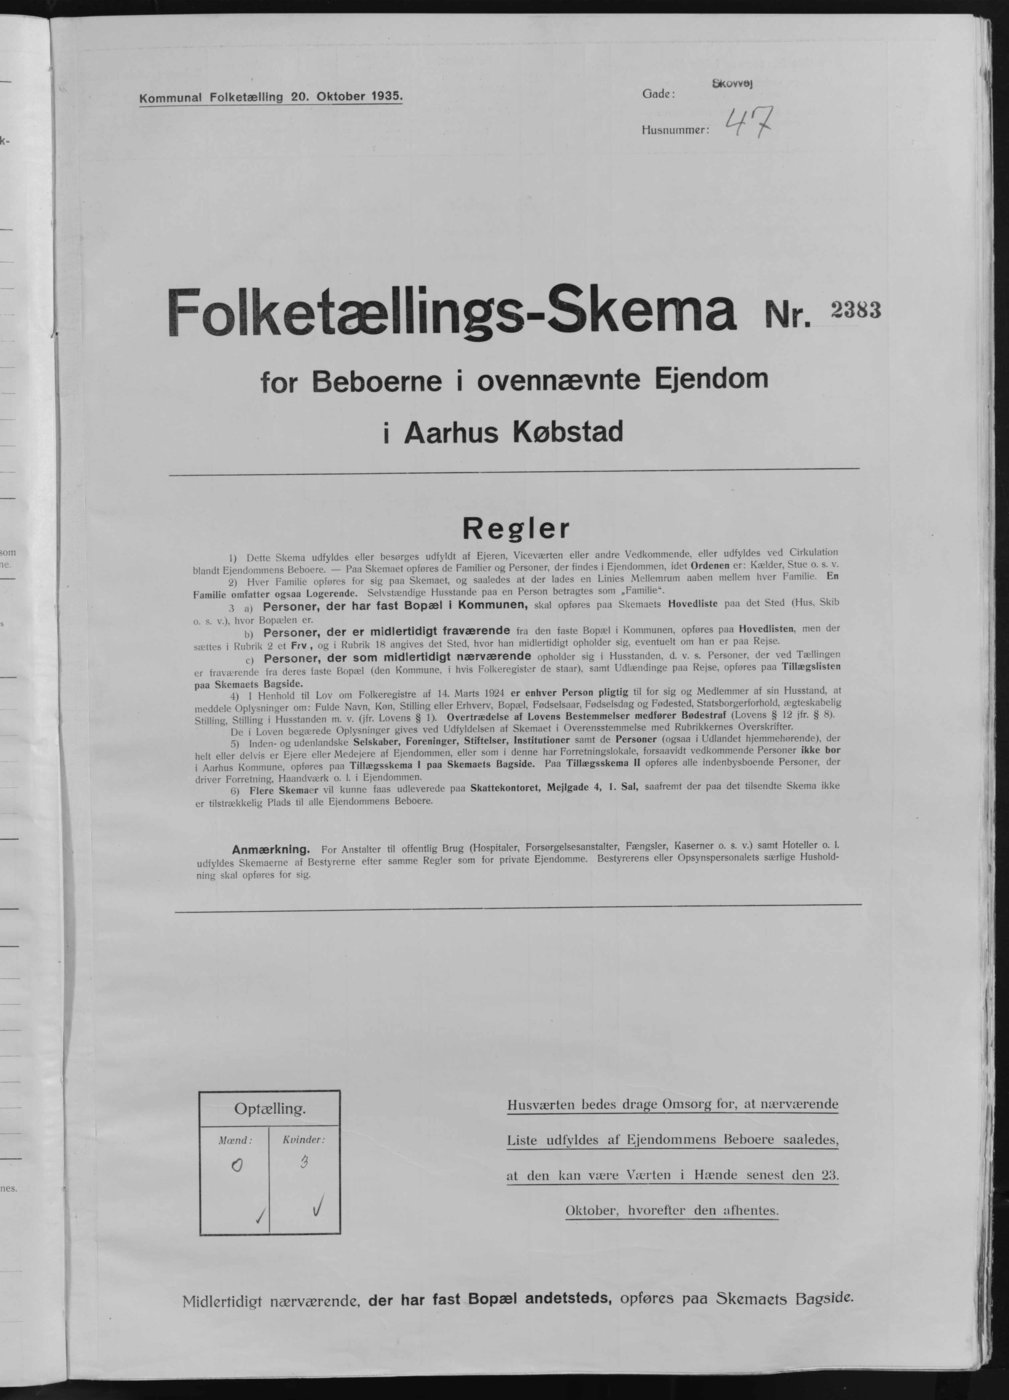 Kommunal Folketælling 20. Oktober 1935.
Gade: Skovvej
Husnummer: 47
Folketællings-Skema Nr. 2383
for Beboerne i ovennævnte Ejendom
i Aarhus Købstad
Regler
1) Dette Skema udfyldes eller besørges udfyldt af Ejeren, Viceværten eller andre Vedkommende, eller udfyldes ved Cirkulation
blandt Ejendommens Beboere. — Paa Skemaet opføres de Familier og Personer, der findes i Ejendommen, idet Ordenen er: Kælder, Stue o. s. v.
2) Hver Familie opføres for sig paa Skemaet, og saaledes at der lades en Linies Mellemrum aaben mellem hver Familie. En
Familie omfatter ogsaa Logerende. Selvstændige Husstande paa en Person betragtes som „Familie“.
3 a) Personer, der har fast Bopæl i Kommunen, skal opføres paa Skemaets Hovedliste paa det Sted (Hus, Skib
o. s. v.), hvor Bopælen er.
b) Personer, der er midlertidigt fraværende fra den faste Bopæl i Kommunen, opføres paa Hovedlisten, men der
sættes i Rubrik 2 et Frv, og i Rubrik 18 angives det Sted, hvor han midlertidigt opholder sig, eventuelt om han er paa Rejse.
c) Personer, der som midlertidigt nærværende opholder sig i Husstanden, d. v. s. Personer, der ved Tællingen
er fraværende fra deres faste Bopæl (den Kommune, i hvis Folkeregister de staar), samt Udlændinge paa Rejse, opføres paa Tillægslisten
paa Skemaets Bagside.
4) I Henhold til Lov om Folkeregistre af 14. Marts 1924 er enhver Person pligtig til for sig og Medlemmer af sin Husstand, at
meddele Oplysninger om: Fulde Navn, Køn, Stilling eller Erhverv, Bopæl, Fødselsaar, Fødselsdag og Fødested, Statsborgerforhold, ægteskabelig
Stilling, Stilling i Husstanden m. v. (jfr. Lovens § 1). Overtrædelse af Lovens Bestemmelser medfører Bødestraf (Lovens § 12 jfr. § 8).
De i Loven begærede Oplysninger gives ved Udfyldelsen af Skemaet i Overensstemmelse med Rubrikkernes Overskrifter.
5) Inden- og udenlandske Selskaber, Foreninger, Stiftelser, Institutioner samt de Personer (ogsaa i Udlandet hjemmehørende), der
helt eller delvis er Ejere eller Medejere af Ejendommen, eller som i denne har Forretningslokale, forsaavidt vedkommende Personer ikke bor
i Aarhus Kommune, opføres paa Tillægsskema I paa Skemaets Bagside. Paa Tillægsskema II opføres alle indenbysboende Personer, der
driver Forretning, Haandværk o. l. i Ejendommen.
6) Flere Skemaer vil kunne faas udleverede paa Skattekontoret, Mejlgade 4, 1. Sal, saafremt der paa det tilsendte Skema ikke
er tilstrækkelig Plads til alle Ejendommens Beboere.
Anmærkning. For Anstalter til offentlig Brug (Hospitaler, Forsørgelsesanstalter, Fængsler, Kaserner o. s. v.) samt Hoteller o. l.
udfyldes Skemaerne af Bestyrerne efter samme Regler som for private Ejendomme. Bestyrerens eller Opsynspersonalets særlige Hushold-
ning skal opføres for sig.
Optælling.
Mænd: Kvinder:
0 3
✓ ✓
Husværten bedes drage Omsorg for, at nærværende
Liste udfyldes af Ejendommens Beboere saaledes,
at den kan være Værten i Hænde senest den 23.
Oktober, hvorefter den afhentes.
Midlertidigt nærværende, der har fast Bopæl andetsteds, opføres paa Skemaets Bagside.